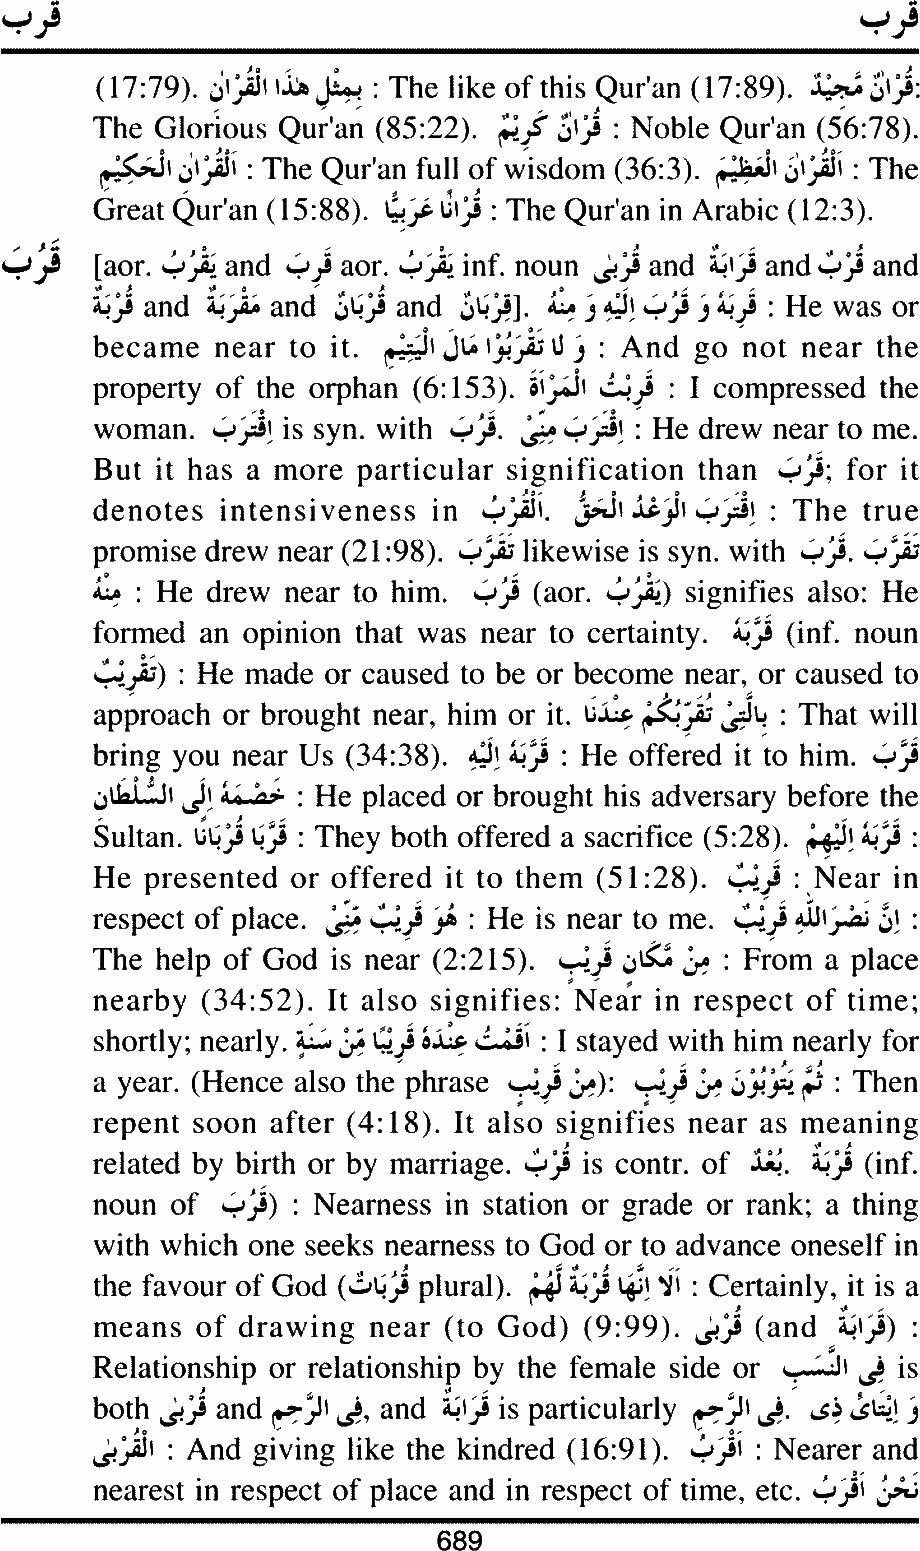 قرب قرب
(17:79). بِمِثْلِ هٰذَا الْقُرْاٰنِ : The like of this Qur'an (17:89). قُرْاٰنٌ مَّجِيْدٌ:
The Glorious Qur'an (85:22). قُرْاٰنٌ كَرِيْمٌ : Noble Qur'an (56:78).
اَلْقُرْاٰنِ الْحَكِيْمِ : The Qur'an full of wisdom (36:3). اَلْقُرْاٰنَ الْعَظِيْمَ : The
Great Qur'an (15:88). قُرْاٰنًا عَرَبِيًّا : The Qur'an in Arabic (12:3).
قَرُبَ [aor. يَقْرُبُ and قَرِبَ aor. يَقْرَبُ inf. noun قُرْبٰى and قَرَابَةٌ and قُرْبٌ and
قُرْبَةٌ and مَقْرَبَةٌ and قُرْبَانٌ and قِرْبَانٌ]. قَرِبَهٗ وَ قَرُبَ اِلَيْهِ وَ مِنْهُ : He was or
became near to it. وَ لَا تَقْرَبُوْا مَالَ الْيَتِيْمِ : And go not near the
property of the orphan (6:153). قَرِبْتُ الْمَرْأَةَ : I compressed the
woman. اِقْتَرَبَ is syn. with قَرُبَ. اِقْتَرَبَ مِنِّىْ : He drew near to me.
But it has a more particular signification than قَرُبَ; for it
denotes intensiveness in اَلْقُرْبُ. اِقْتَرَبَ الْوَعْدُ الْحَقُّ : The true
promise drew near (21:98). تَقَرَّبَ likewise is syn. with قَرُبَ. تَقَرَّبَ
مِنْهُ : He drew near to him. قَرُبَ (aor. يَقْرُبُ) signifies also: He
formed an opinion that was near to certainty. قَرَّبَهٗ (inf. noun
تَقْرِيْبٌ) : He made or caused to be or become near, or caused to
approach or brought near, him or it. بِالَّتِىْ تُقَرِّبُكُمْ عِنْدَنَا : That will
bring you near Us (34:38). قَرَّبَهُ اِلَيْهِ : He offered it to him. قَرَّبَ
خَصْمَهُ اِلَى السُّلْطَانِ : He placed or brought his adversary before the
Sultan. قَرَّبَا قُرْبَانًا : They both offered a sacrifice (5:28). قَرَّبَهٗ اِلَيْهِمْ :
He presented or offered it to them (51:28). قَرِيْبٌ : Near in
respect of place. هُوَ قَرِيْبٌ مِّنِّىْ : He is near to me. اِنَّ نَصْرَ اللّٰهِ قَرِيْبٌ :
The help of God is near (2:215). مِنْ مَّكَانٍ قَرِيْبٍ : From a place
nearby (34:52). It also signifies: Near in respect of time;
shortly; nearly. اَقَمْتُ عِنْدَهٗ قَرِيْبًا مِّنْ سَنَةٍ : I stayed with him nearly for
a year. (Hence also the phrase مِنْ قَرِيْبٍ): ثُمَّ يَتُوْبُوْنَ مِنْ قَرِيْبٍ : Then
repent soon after (4:18). It also signifies near as meaning
related by birth or by marriage. قُرْبٌ is contr. of بُعْدٌ. قُرْبَةٌ (inf.
noun of قَرُبَ) : Nearness in station or grade or rank; a thing
with which one seeks nearness to God or to advance oneself in
the favour of God (قُرُبَاتٌ plural). اَلَا اِنَّهَا قُرْبَةٌ لَّهُمْ : Certainly, it is a
means of drawing near (to God) (9:99). قُرْبٰى (and قَرَابَةٌ) :
Relationship or relationship by the female side or فِى النَّسَبِ is
both قُرْبٰى and فِى الرَّحِمِ, and قَرَابَةٌ is particularly فِى الرَّحِمِ. وَ اِيْتَآئِ ذِى
الْقُرْبٰى : And giving like the kindred (16:91). اَقْرَبُ : Nearer and
nearest in respect of place and in respect of time, etc. نَحْنُ اَقْرَبُ
689